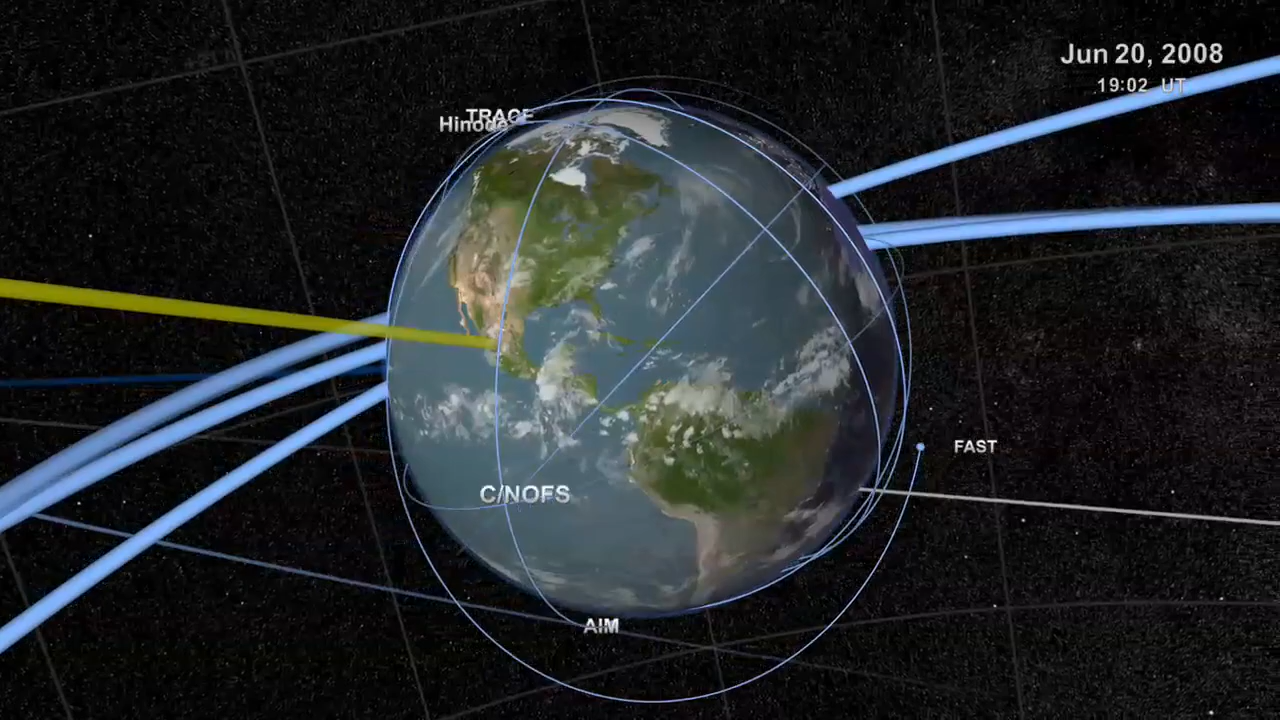 Jun 20, 2008
19:02 UT
TRACE
Hinode
FAST
C/NOFS
AIM